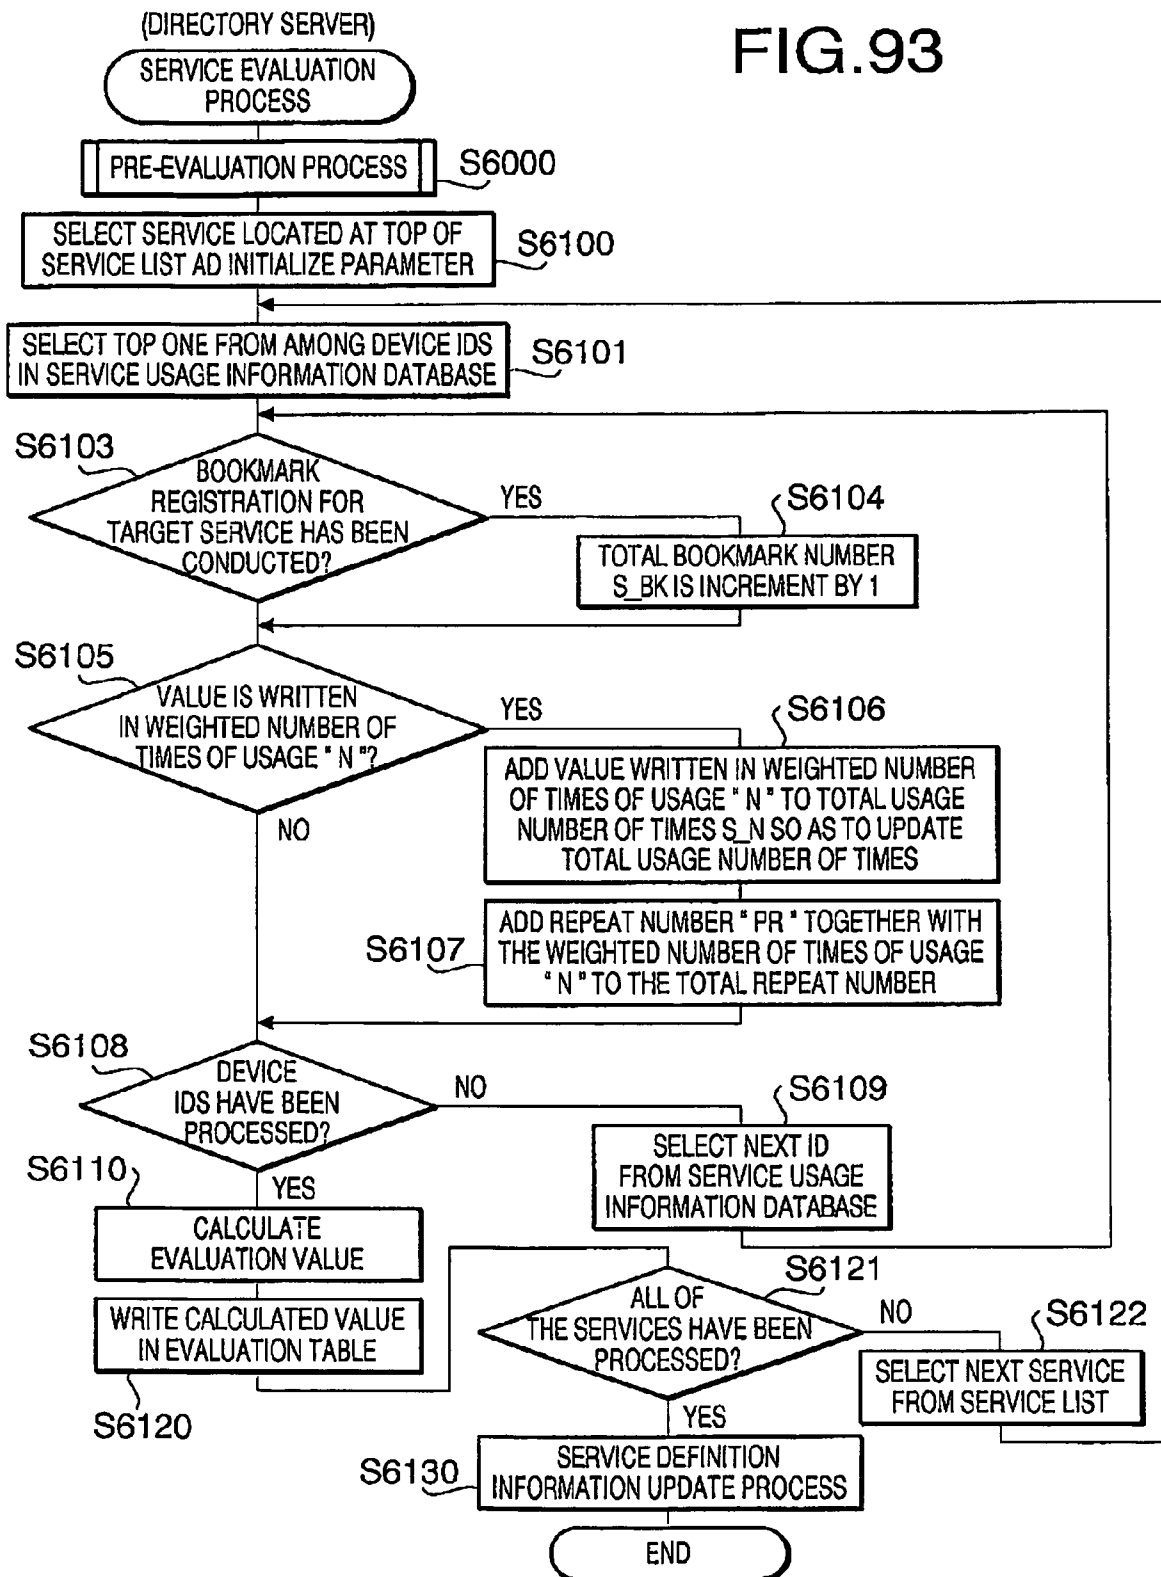 (DIRECTORY SERVER)
FIG.93
SERVICE EVALUATION
PROCESS
PRE-EVALUATION PROCESS
S6000
SELECT SERVICE LOCATED AT TOP OF
SERVICE LIST AD INITIALIZE PARAMETER
S6100
SELECT TOP ONE FROM AMONG DEVICE IDS
IN SERVICE USAGE INFORMATION DATABASE
S6101
S6103
BOOKMARK
REGISTRATION FOR
TARGET SERVICE HAS BEEN
CONDUCTED?
YES
S6104
TOTAL BOOKMARK NUMBER
S_BK IS INCREMENT BY 1
S6105
VALUE IS WRITTEN
IN WEIGHTED NUMBER OF
TIMES OF USAGE " N "?
YES
NO
S6106
ADD VALUE WRITTEN IN WEIGHTED NUMBER
OF TIMES OF USAGE " N " TO TOTAL USAGE
NUMBER OF TIMES S_N SO AS TO UPDATE
TOTAL USAGE NUMBER OF TIMES
S6107
ADD REPEAT NUMBER " PR " TOGETHER WITH
THE WEIGHTED NUMBER OF TIMES OF USAGE
" N " TO THE TOTAL REPEAT NUMBER
S6108
DEVICE
IDS HAVE BEEN
PROCESSED?
NO
YES
S6109
SELECT NEXT ID
FROM SERVICE USAGE
INFORMATION DATABASE
S6110
CALCULATE
EVALUATION VALUE
WRITE CALCULATED VALUE
IN EVALUATION TABLE
S6120
S6121
ALL OF
THE SERVICES HAVE BEEN
PROCESSED?
NO
YES
S6122
SELECT NEXT SERVICE
FROM SERVICE LIST
S6130
SERVICE DEFINITION
INFORMATION UPDATE PROCESS
END